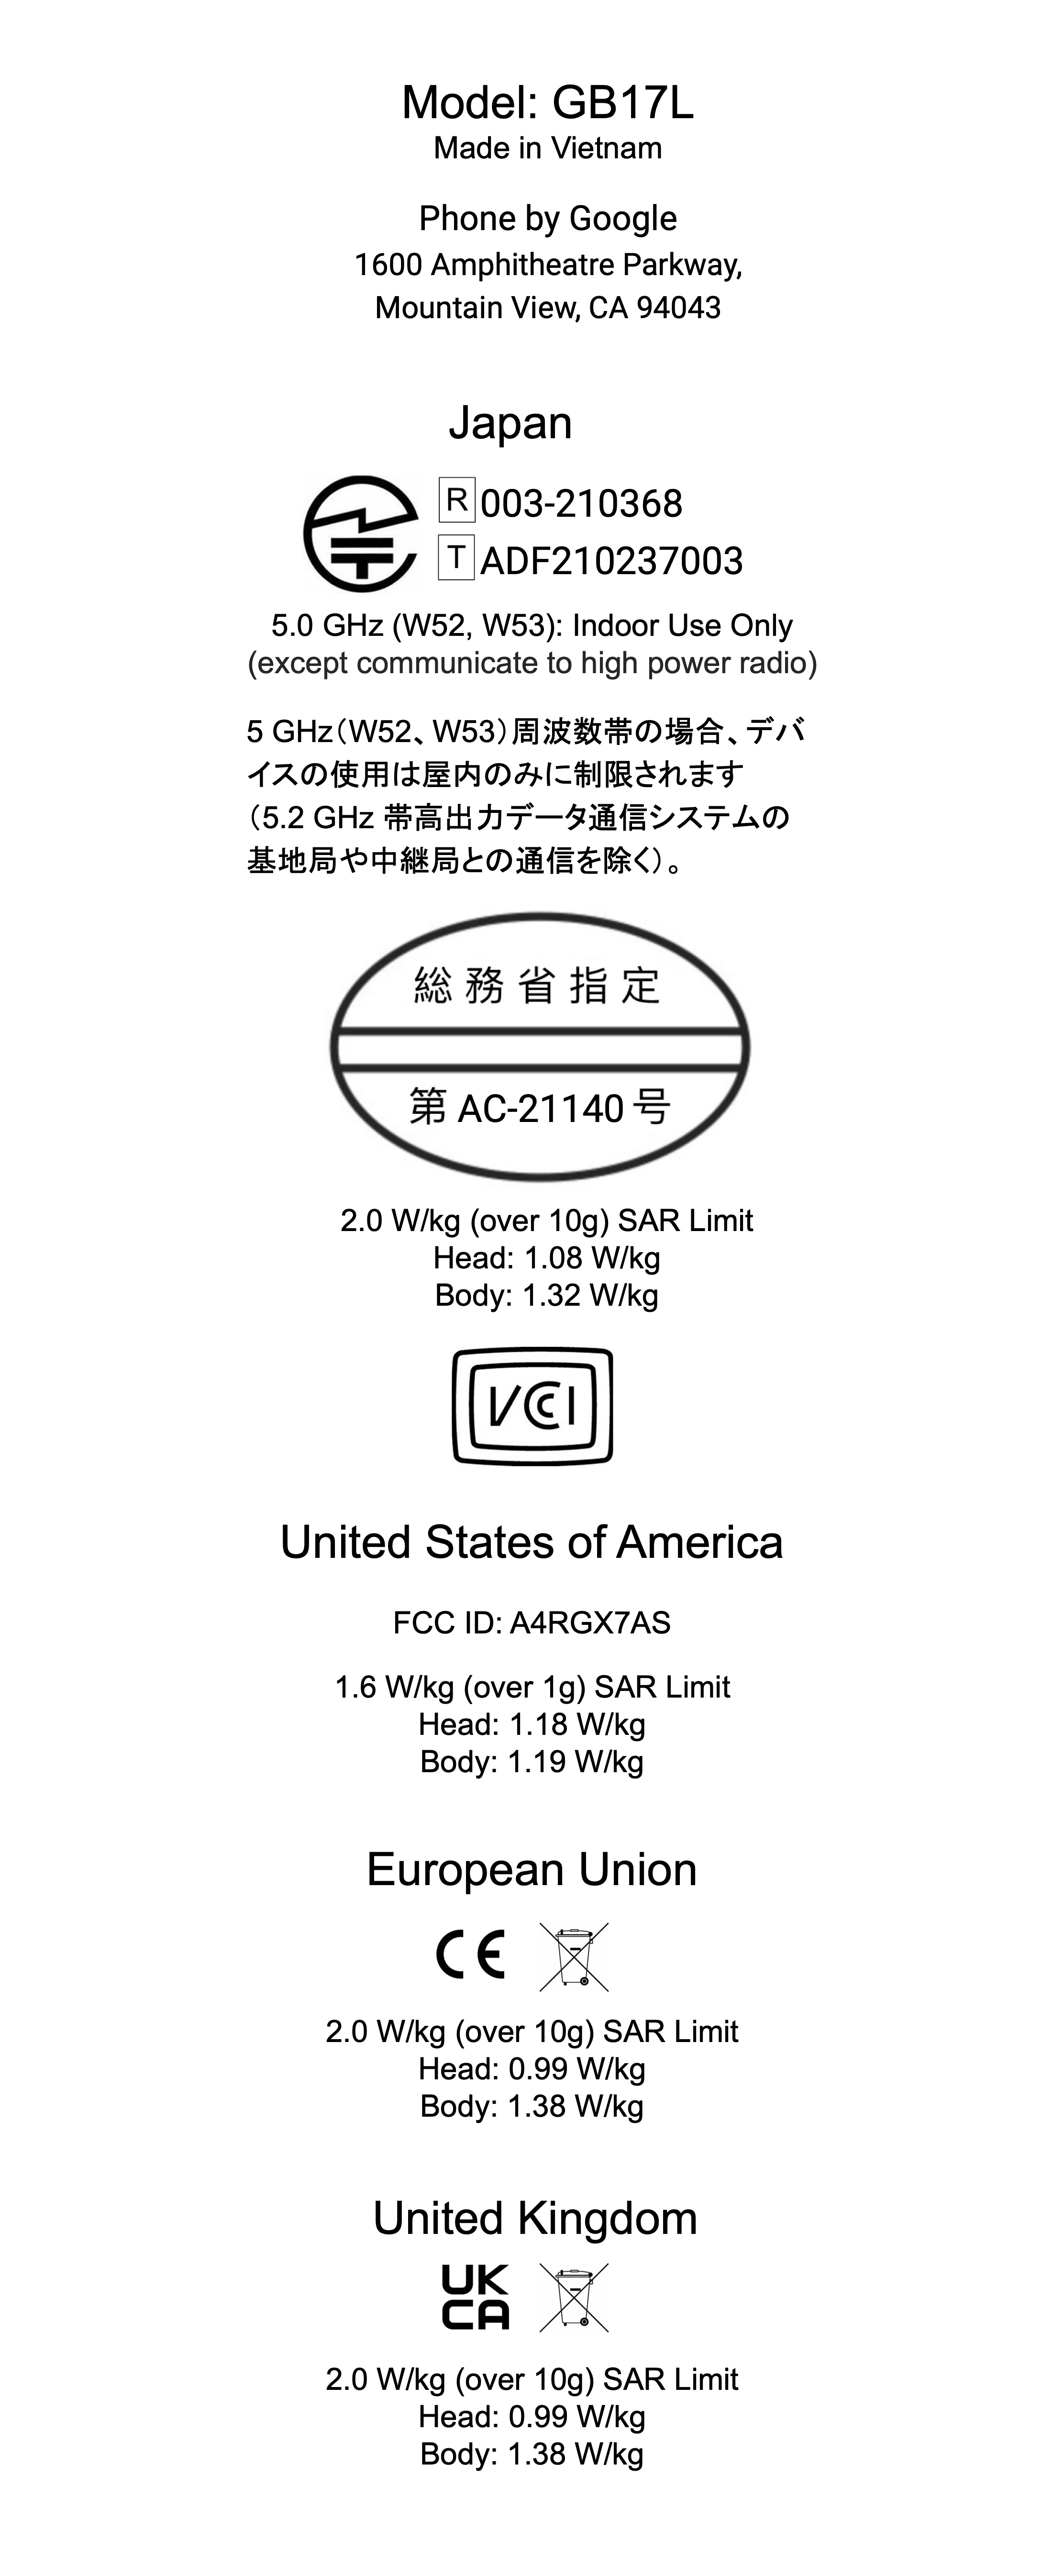 Model: GB17L
Made in Vietnam
Phone by Google
1600 Amphitheatre Parkway,
Mountain View, CA 94043
Japan
R 003-210368
T ADF210237003
5.0 GHz (W52, W53): Indoor Use Only
(except communicate to high power radio)
5 GHz（W52、W53）周波数帯の場合、デバ
イスの使用は屋内のみに制限されます
（5.2 GHz 帯高出力データ通信システムの
基地局や中継局との通信を除く）。
総務省指定
第 AC-21140 号
2.0 W/kg (over 10g) SAR Limit
Head: 1.08 W/kg
Body: 1.32 W/kg
VCCI
United States of America
FCC ID: A4RGX7AS
1.6 W/kg (over 1g) SAR Limit
Head: 1.18 W/kg
Body: 1.19 W/kg
European Union
CE
2.0 W/kg (over 10g) SAR Limit
Head: 0.99 W/kg
Body: 1.38 W/kg
United Kingdom
UK
CA
2.0 W/kg (over 10g) SAR Limit
Head: 0.99 W/kg
Body: 1.38 W/kg